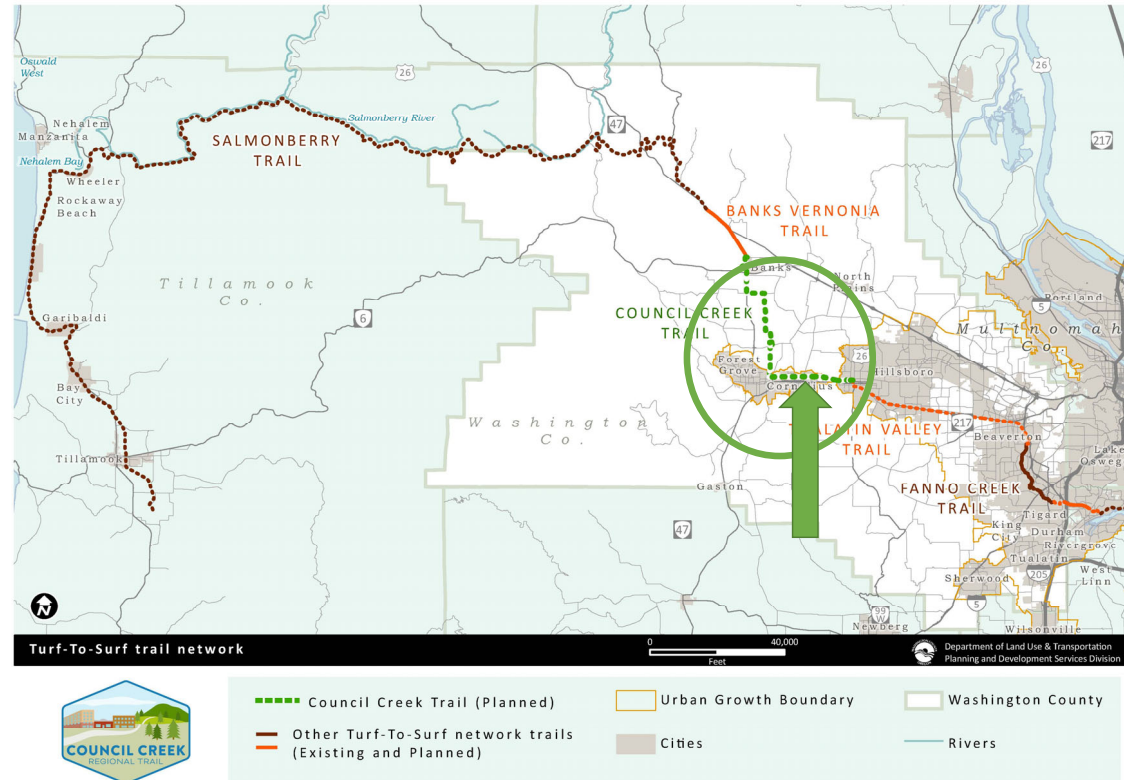 Oswald
West
26
26
Nehalem
Manzanita
Salmonberry River
47
217
SALMONBERRY
TRAIL
Nehalem Bay
Wheeler
Rockaway
Beach
BANKS VERNONIA
TRAIL
Banks
North
Plains
Tillamook
Co.
Portland
5
COUNCIL CREEK
TRAIL
Multnomah
Co.
Garibaldi
6
26
Forest
Grove
Hillsboro
Cornelius
Bay
City
Washington
Co.
TUALATIN VALLEY
TRAIL
217
Beaverton
Lake
Osweg
Tillamook
Gaston
FANNO CREEK
TRAIL
Tigard
King
City
Durham
Rivergrove
47
Tualatin
West
Linn
205
Sherwood
5
99
W
Newberg
Wilsonville
N
Turf-To-Surf trail network
0
40,000
Feet
Department of Land Use & Transportation
Planning and Development Services Division
COUNCIL CREEK
REGIONAL TRAIL
Council Creek Trail (Planned)
Other Turf-To-Surf network trails
(Existing and Planned)
Urban Growth Boundary
Cities
Washington County
Rivers